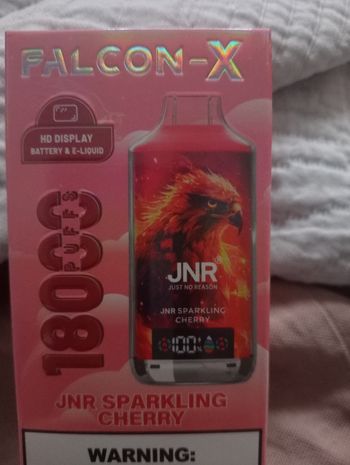 FALCON-X
HD DISPLAY
BATTERY & E-LIQUID
18000
PUFFS
JNR
JUST NO REASON
JNR SPARKLING
CHERRY
100%
JNR SPARKLING
CHERRY
WARNING: